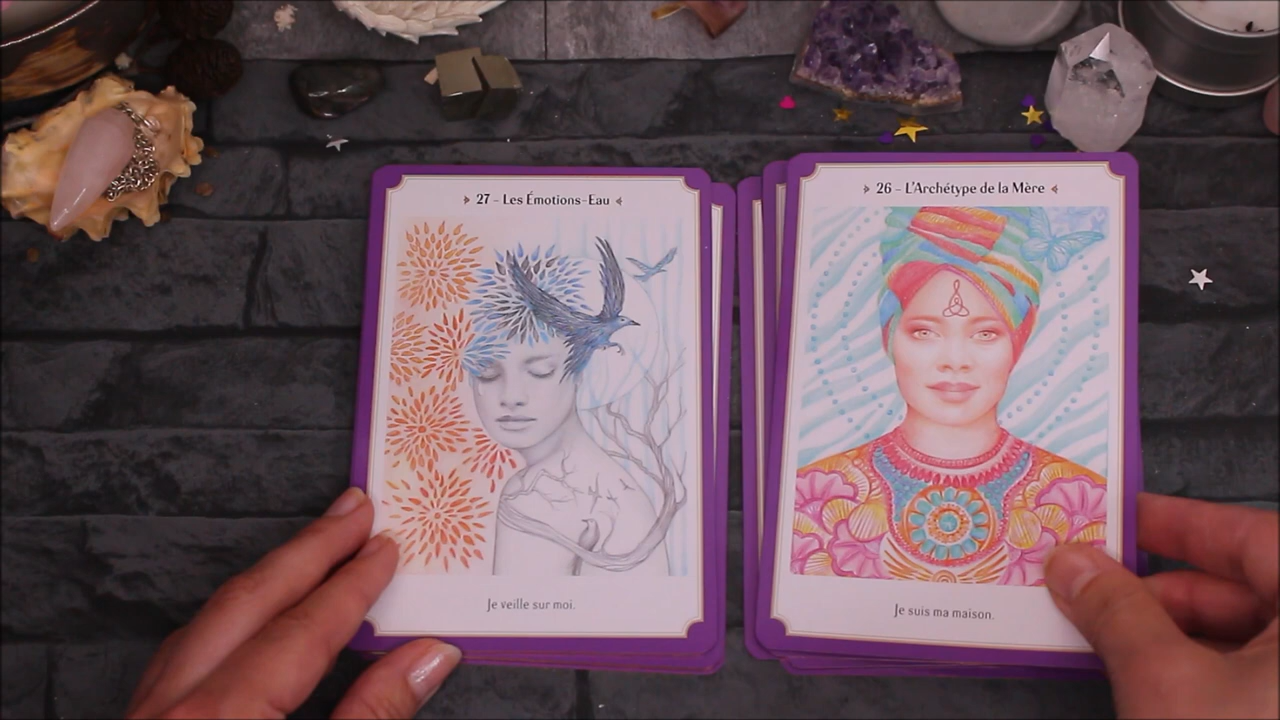 27 – Les Émotions-Eau
Je veille sur moi.
26 – L'Archétype de la Mère
Je suis ma maison.